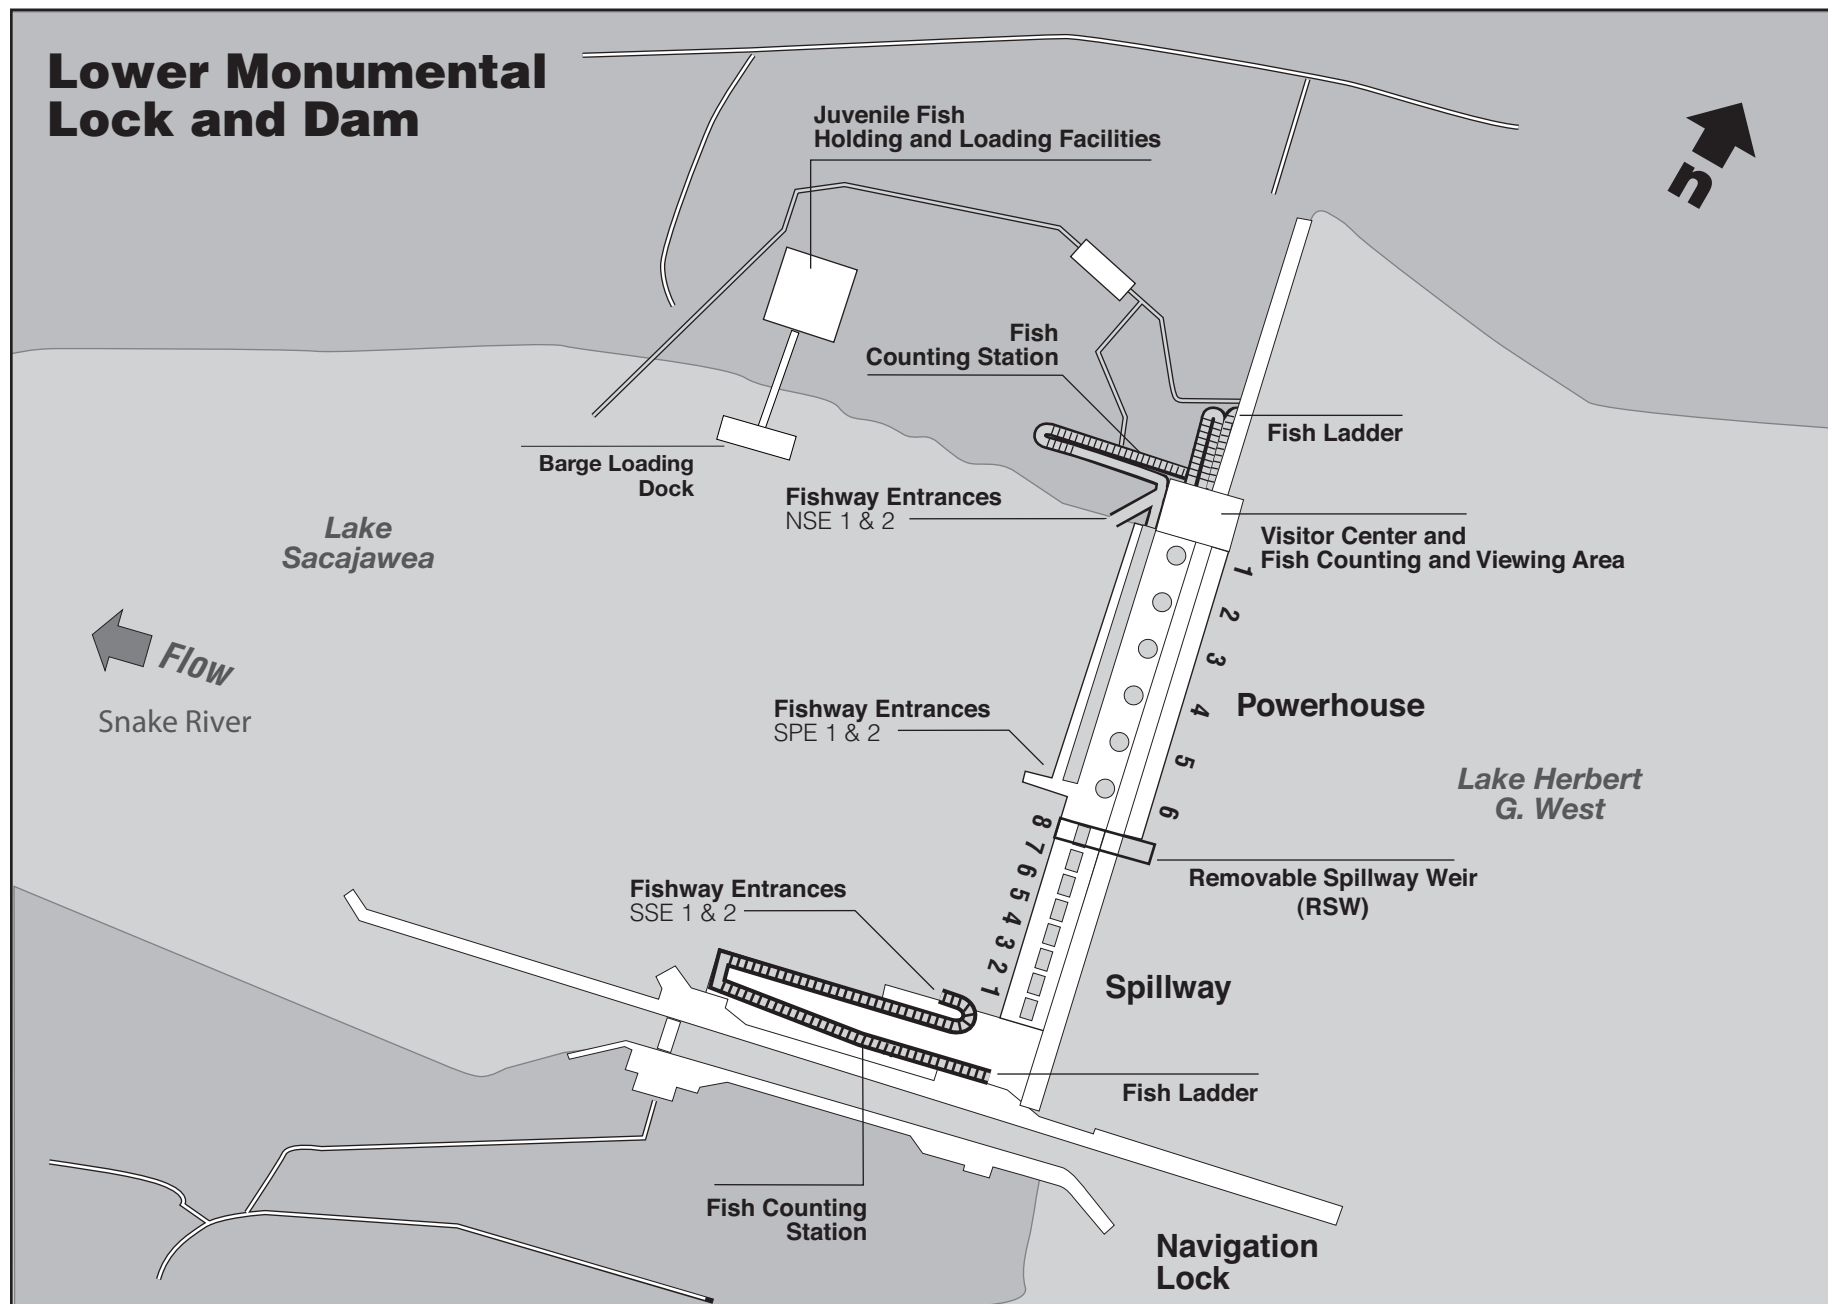 Lower Monumental
Lock and Dam
Juvenile Fish
Holding and Loading Facilities
n
Fish
Counting Station
Fish Ladder
Barge Loading
Dock
Fishway Entrances
NSE 1 & 2
Lake
Sacajawea
Visitor Center and
Fish Counting and Viewing Area
1
2
3
4
5
6
Flow
Snake River
Powerhouse
Fishway Entrances
SPE 1 & 2
Lake Herbert
G. West
8
7
6
5
4
3
2
1
Removable Spillway Weir
(RSW)
Fishway Entrances
SSE 1 & 2
Spillway
Fish Ladder
Fish Counting
Station
Navigation
Lock